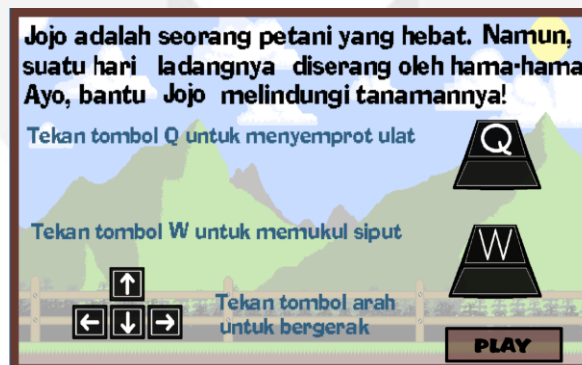 Jojo adalah seorang petani yang hebat. Namun,
suatu hari ladangnya diserang oleh hama-hama
Ayo, bantu Jojo melindungi tanamannya!
Tekan tombol Q untuk menyemprot ulat
Q
Tekan tombol W untuk memukul siput
W
Tekan tombol arah
untuk bergerak
PLAY